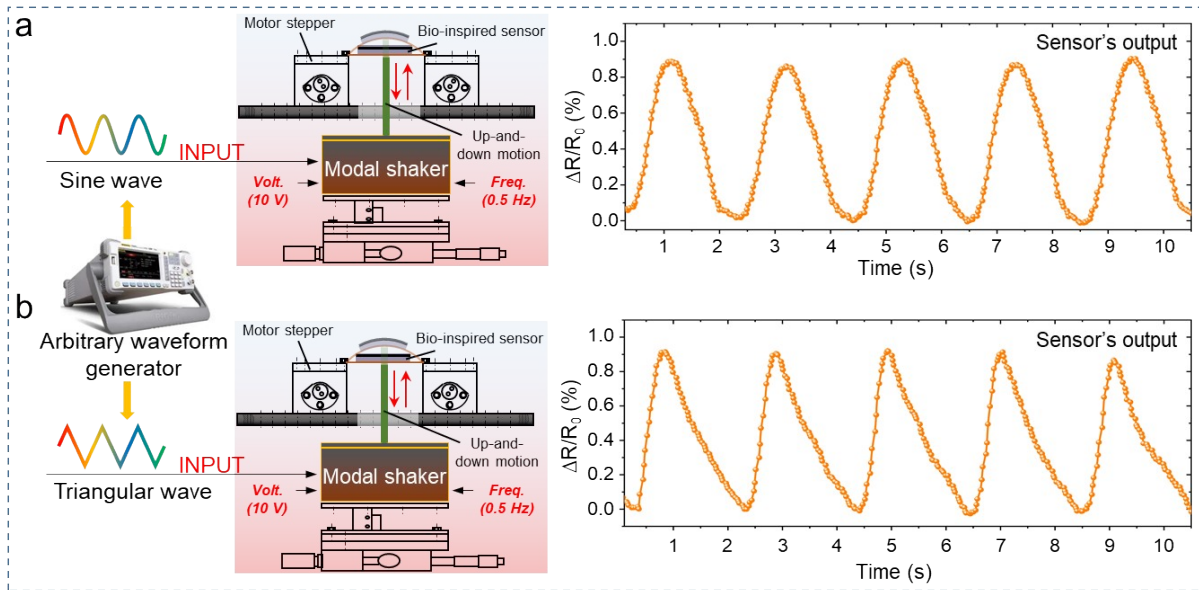 a
Motor stepper
Bio-inspired sensor
Up-and-
down motion
Sine wave
INPUT
Modal shaker
Volt.
(10 V)
Freq.
(0.5 Hz)
Sensor's output
1.0
0.8
0.6
0.4
0.2
0.0
ΔR/R₀ (%)
1 2 3 4 5 6 7 8 9 10
Time (s)
Arbitrary waveform
generator
b
Motor stepper
Bio-inspired sensor
Up-and-
down motion
Triangular wave
INPUT
Modal shaker
Volt.
(10 V)
Freq.
(0.5 Hz)
Sensor's output
1.0
0.8
0.6
0.4
0.2
0.0
ΔR/R₀ (%)
1 2 3 4 5 6 7 8 9 10
Time (s)